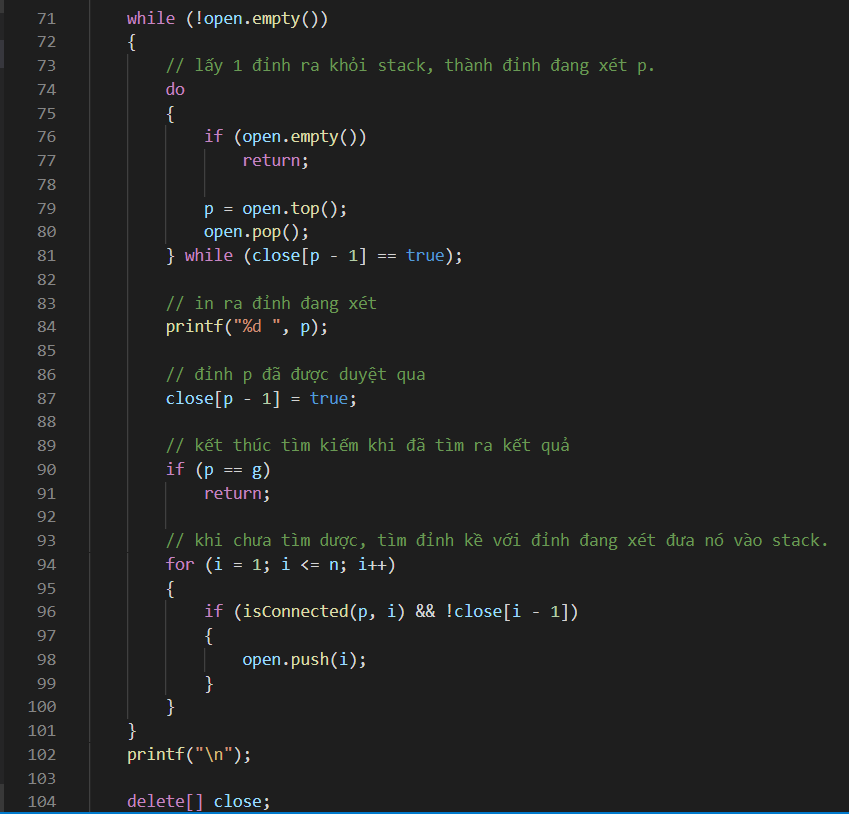 71 while (!open.empty())
72 {
73 // lấy 1 đỉnh ra khỏi stack, thành đỉnh đang xét p.
74 do
75 {
76 if (open.empty())
77 return;
78
79 p = open.top();
80 open.pop();
81 } while (close[p - 1] == true);
82
83 // in ra đỉnh đang xét
84 printf("%d ", p);
85
86 // đỉnh p đã được duyệt qua
87 close[p - 1] = true;
88
89 // kết thúc tìm kiếm khi đã tìm ra kết quả
90 if (p == g)
91 return;
92
93 // khi chưa tìm dược, tìm đỉnh kề với đỉnh đang xét đưa nó vào stack.
94 for (i = 1; i <= n; i++)
95 {
96 if (isConnected(p, i) && !close[i - 1])
97 {
98 open.push(i);
99 }
100 }
101 }
102 printf("\n");
103
104 delete[] close;